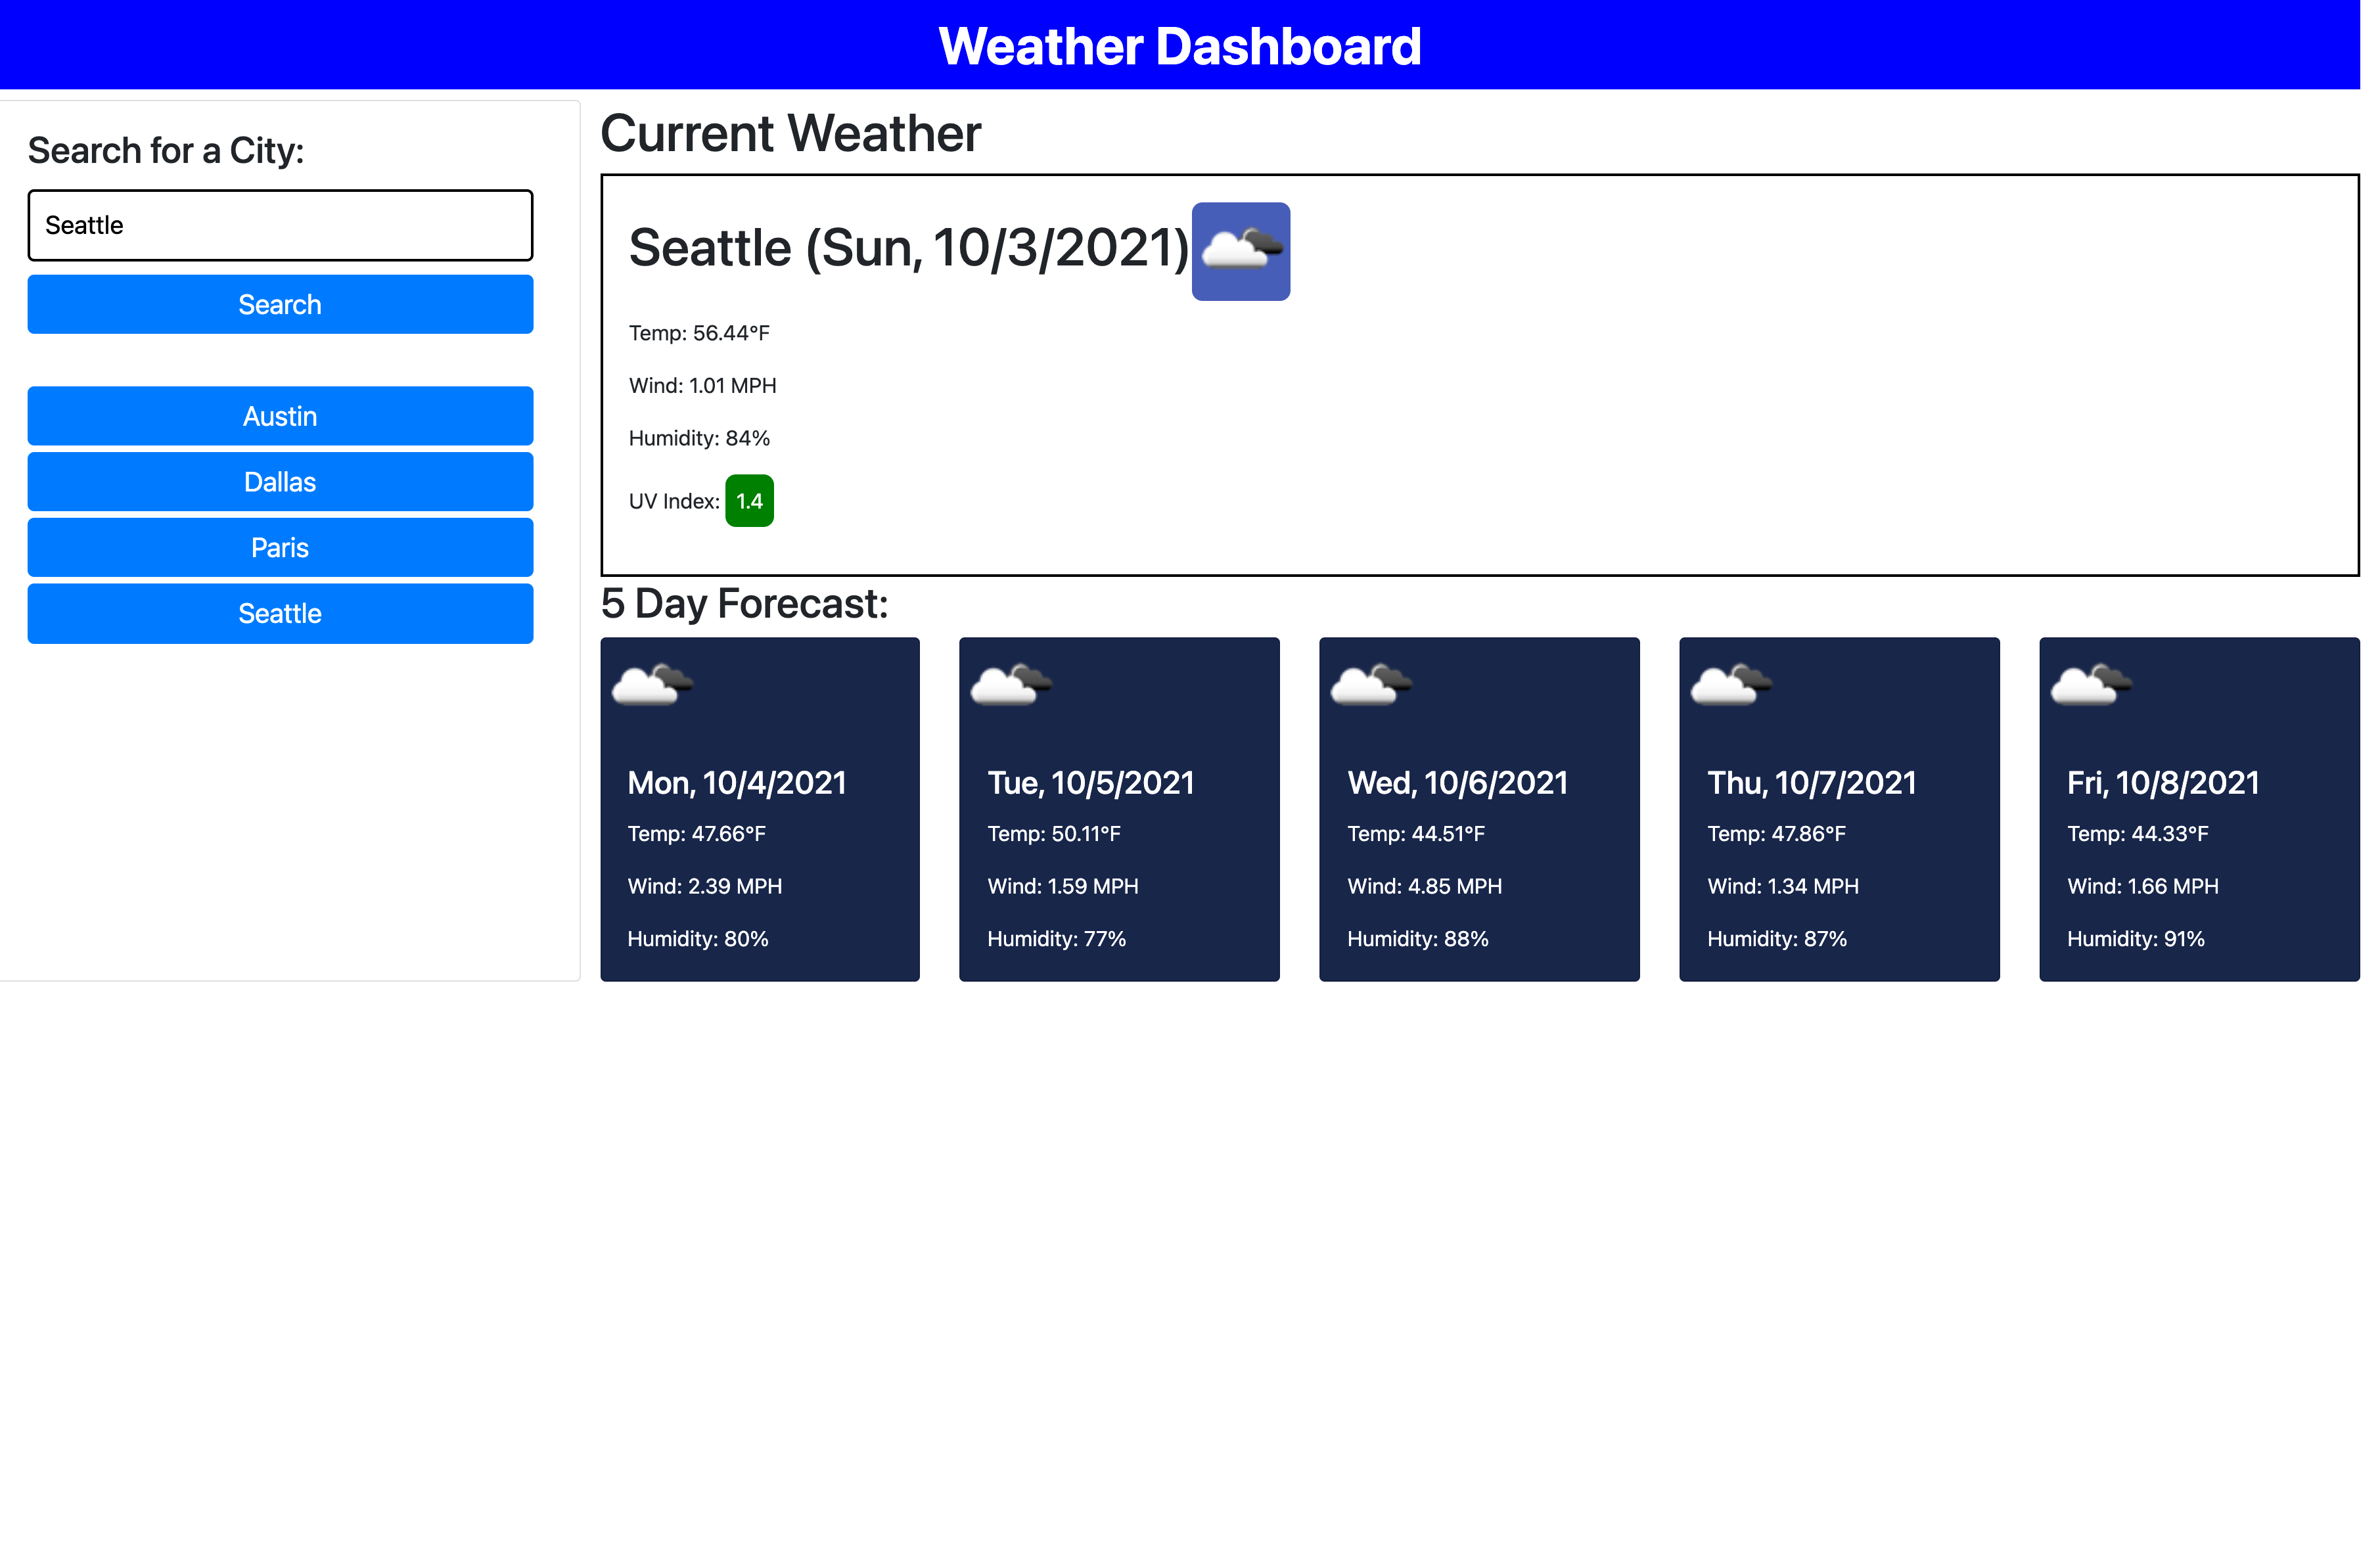 Weather Dashboard
Search for a City:
Seattle
Search
Austin
Dallas
Paris
Seattle
Current Weather
Seattle (Sun, 10/3/2021)
Temp: 56.44°F
Wind: 1.01 MPH
Humidity: 84%
UV Index: 1.4
5 Day Forecast:
Mon, 10/4/2021
Temp: 47.66°F
Wind: 2.39 MPH
Humidity: 80%
Tue, 10/5/2021
Temp: 50.11°F
Wind: 1.59 MPH
Humidity: 77%
Wed, 10/6/2021
Temp: 44.51°F
Wind: 4.85 MPH
Humidity: 88%
Thu, 10/7/2021
Temp: 47.86°F
Wind: 1.34 MPH
Humidity: 87%
Fri, 10/8/2021
Temp: 44.33°F
Wind: 1.66 MPH
Humidity: 91%